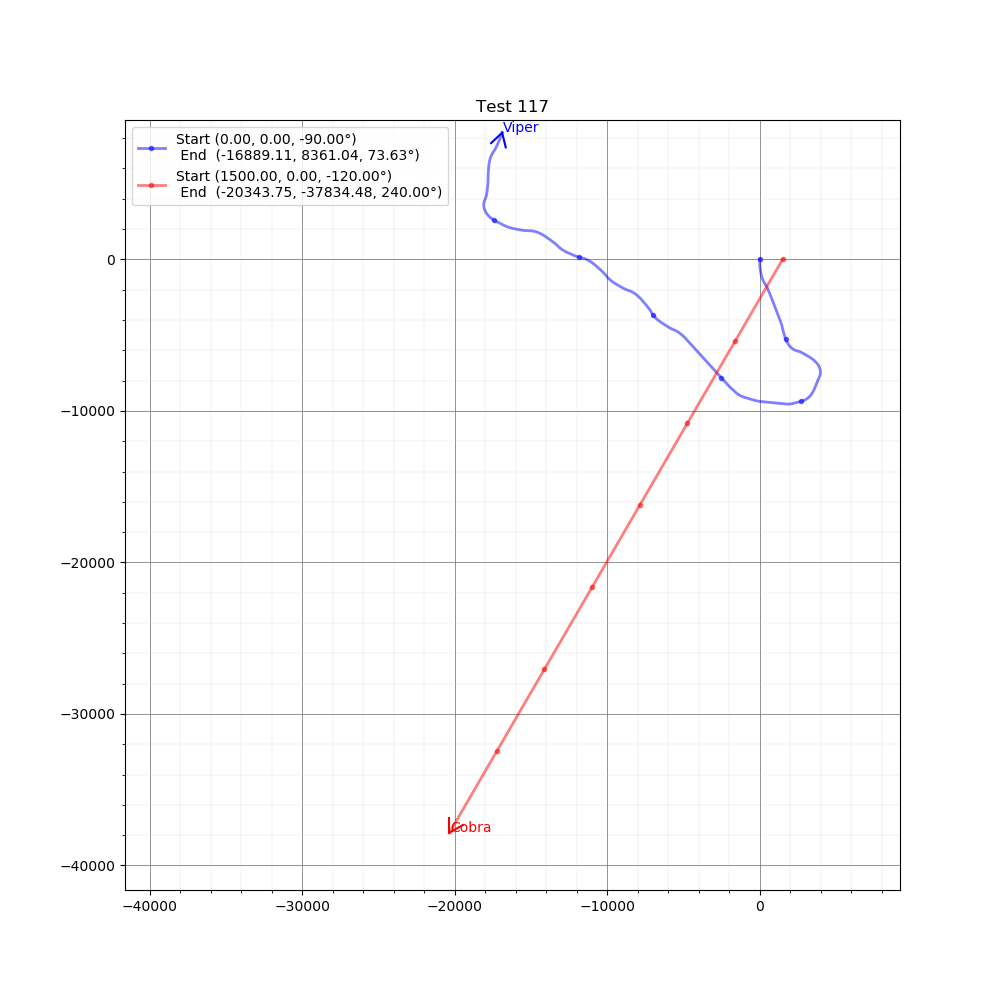 Test 117
Start (0.00, 0.00, -90.00°)
End  (-16889.11, 8361.04, 73.63°)
Start (1500.00, 0.00, -120.00°)
End  (-20343.75, -37834.48, 240.00°)
Viper
Cobra
0
−10000
−20000
−30000
−40000
−40000
−30000
−20000
−10000
0